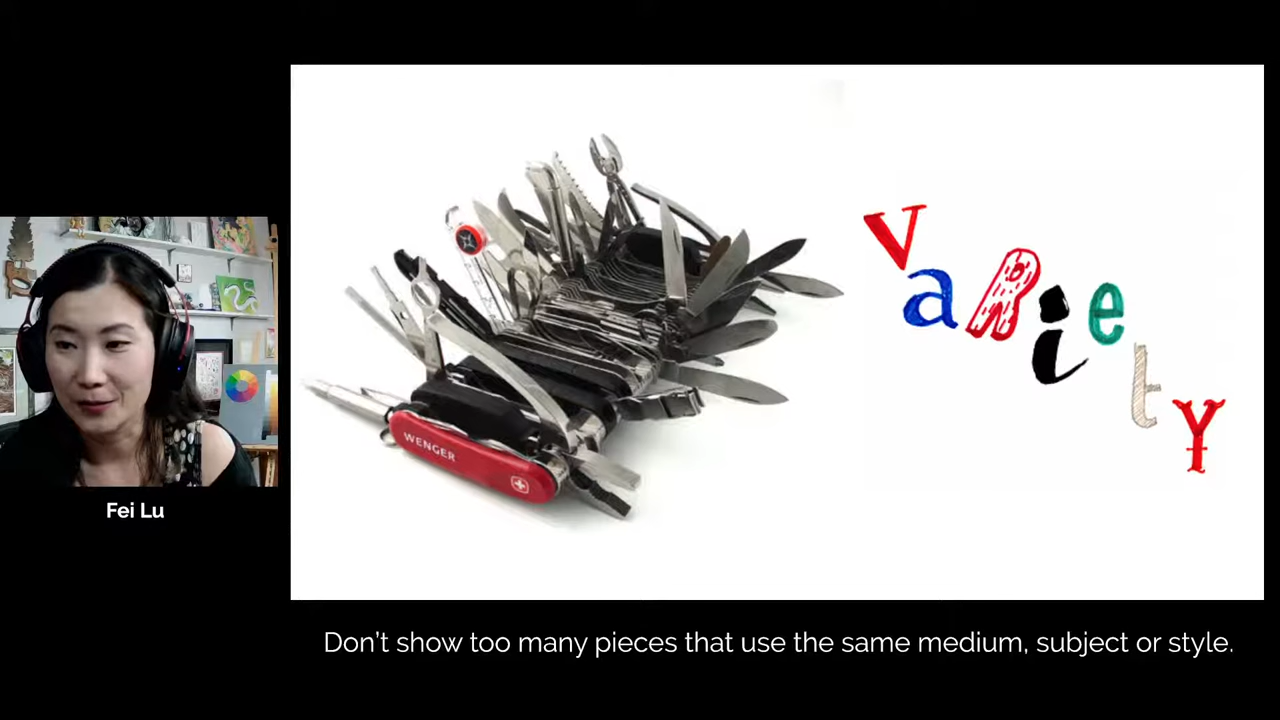 WENGER
VaRiety
Fei Lu
Don't show too many pieces that use the same medium, subject or style.